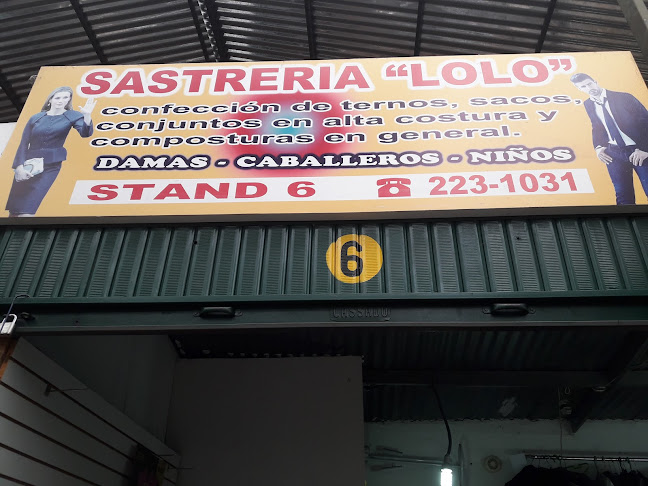 SASTRERIA "LOLO"
confección de ternos, sacos,
conjuntos en alta costura y
composturas en general.
DAMAS - CABALLEROS - NIÑOS
STAND 6 ☎ 223-1031
6